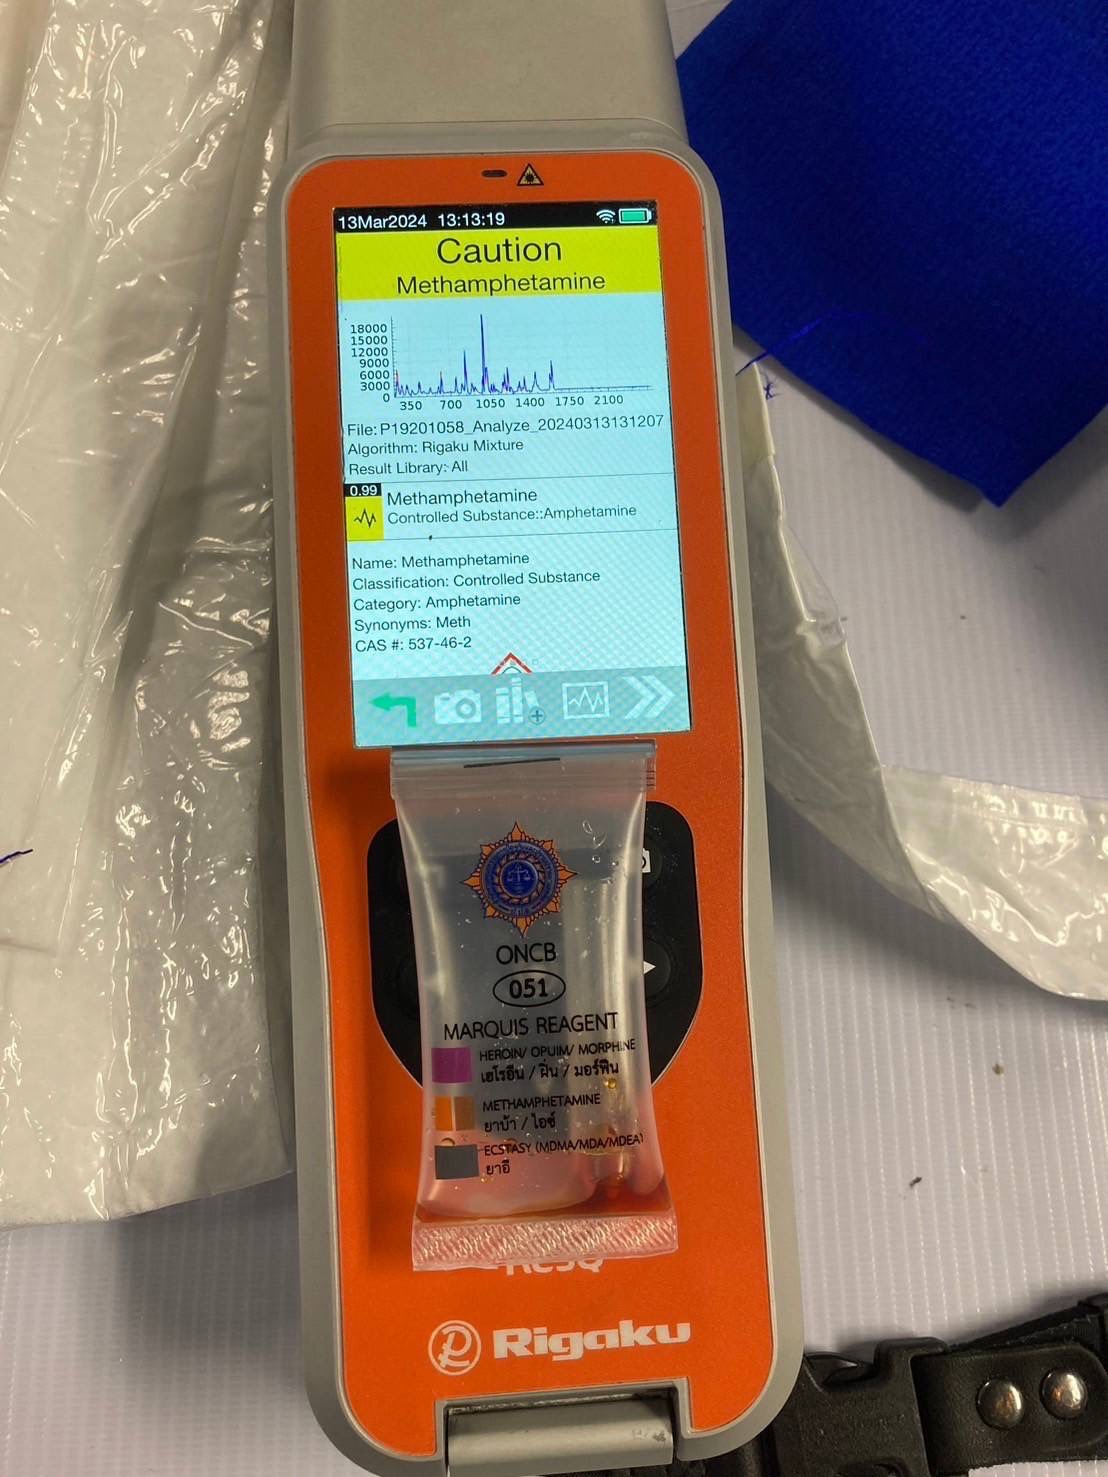 13Mar2024 13:13:19
Caution
Methamphetamine
18000
15000
12000
9000
6000
3000
0
350 700 1050 1400 1750 2100
File: P19201058_Analyze_20240313131207
Algorithm: Rigaku Mixture
Result Library: All
0.99
Methamphetamine
Controlled Substance::Amphetamine
Name: Methamphetamine
Classification: Controlled Substance
Category: Amphetamine
Synonyms: Meth
CAS #: 537-46-2
ONCB
051
MARQUIS REAGENT
HEROIN/ OPUIM/ MORPHINE
เฮโรอีน / ฝิ่น / มอร์ฟีน
METHAMPHETAMINE
ยาบ้า / ไอซ์
ECSTASY (MDMA/MDA/MDEA)
ยาอี
Rigaku